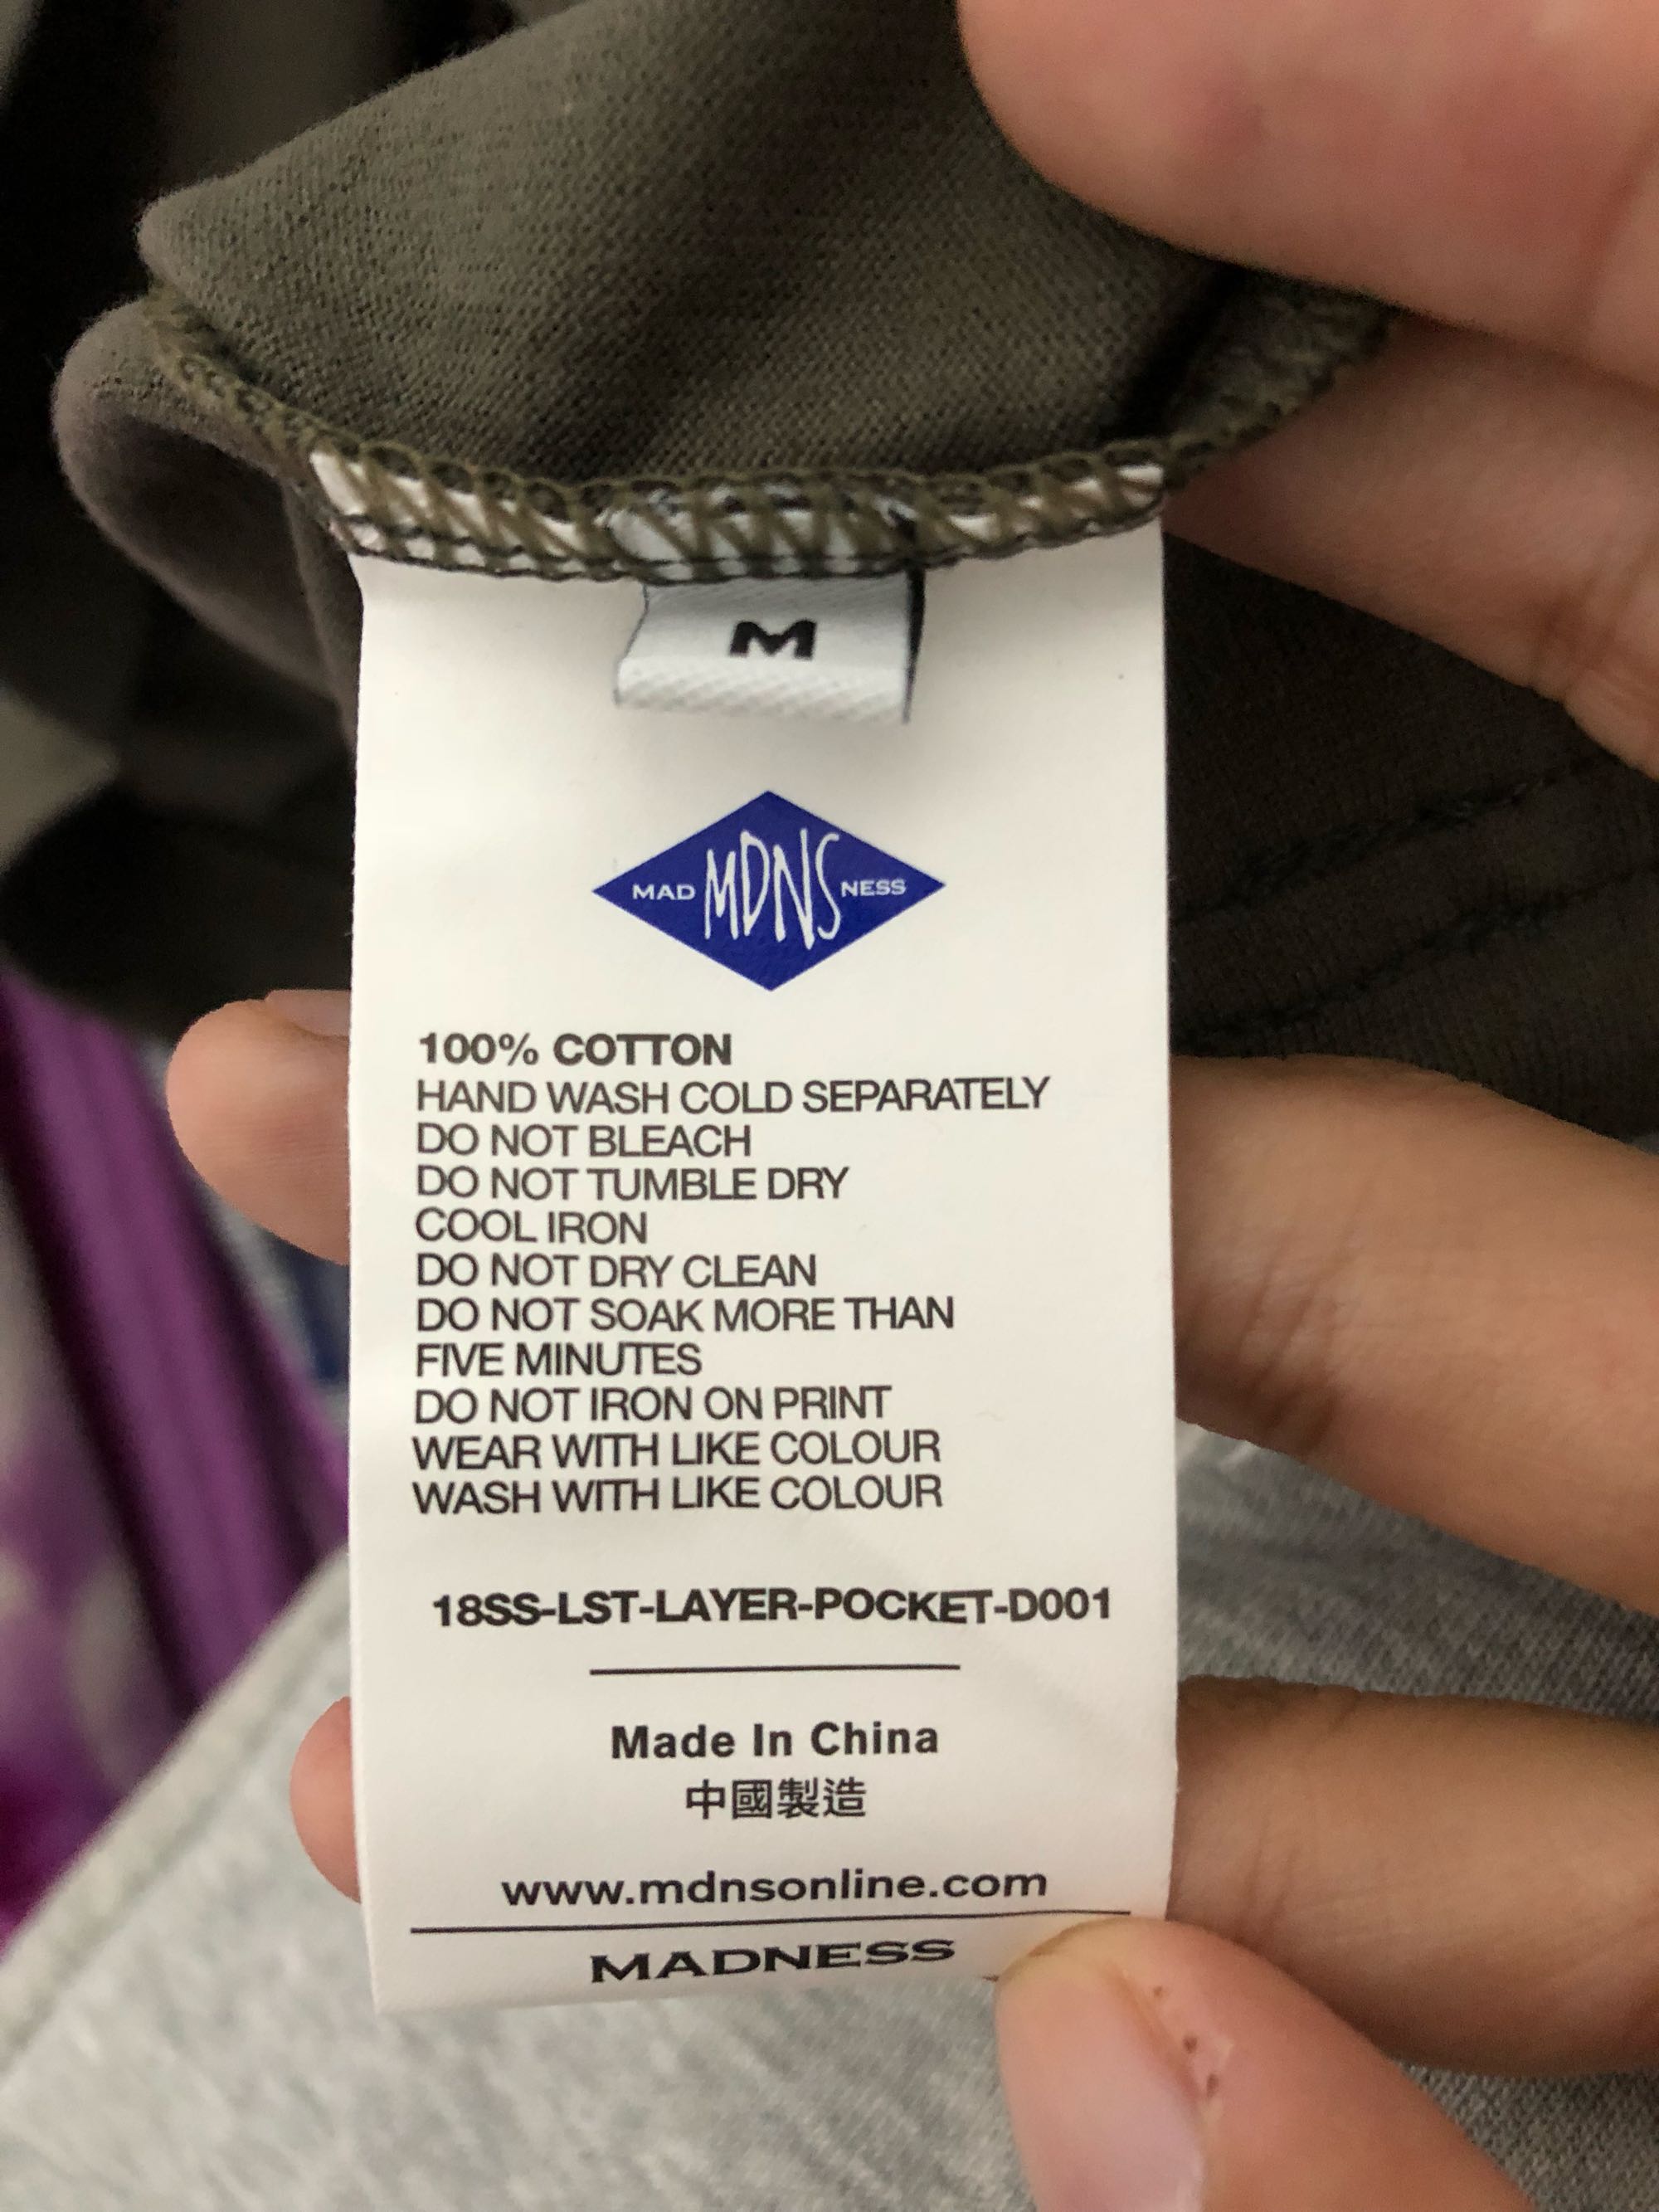 M
MAD MDNS NESS
100% COTTON
HAND WASH COLD SEPARATELY
DO NOT BLEACH
DO NOT TUMBLE DRY
COOL IRON
DO NOT DRY CLEAN
DO NOT SOAK MORE THAN
FIVE MINUTES
DO NOT IRON ON PRINT
WEAR WITH LIKE COLOUR
WASH WITH LIKE COLOUR
18SS-LST-LAYER-POCKET-D001
Made In China
中國製造
www.mdnsonline.com
MADNESS